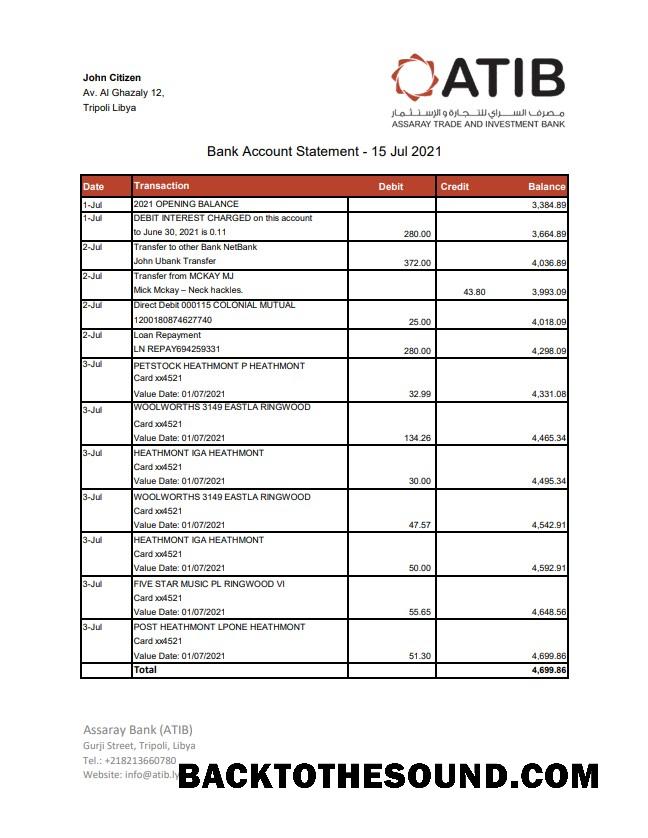 John Citizen
Av. Al Ghazaly 12,
Tripoli Libya
ATIB
مصرف السراي للتجارة و الإستثمار
ASSARAY TRADE AND INVESTMENT BANK
Bank Account Statement - 15 Jul 2021
Date Transaction Debit Credit Balance
1-Jul 2021 OPENING BALANCE 3,384.89
1-Jul DEBIT INTEREST CHARGED on this account
to June 30, 2021 is 0.11 280.00 3,664.89
2-Jul Transfer to other Bank NetBank
John Ubank Transfer 372.00 4,036.89
2-Jul Transfer from MCKAY MJ
Mick Mckay – Neck hackles. 43.80 3,993.09
2-Jul Direct Debit 000115 COLONIAL MUTUAL
1200180874627740 25.00 4,018.09
2-Jul Loan Repayment
LN REPAY694259331 280.00 4,298.09
3-Jul PETSTOCK HEATHMONT P HEATHMONT
Card xx4521
Value Date: 01/07/2021 32.99 4,331.08
3-Jul WOOLWORTHS 3149 EASTLA RINGWOOD
Card xx4521
Value Date: 01/07/2021 134.26 4,465.34
3-Jul HEATHMONT IGA HEATHMONT
Card xx4521
Value Date: 01/07/2021 30.00 4,495.34
3-Jul WOOLWORTHS 3149 EASTLA RINGWOOD
Card xx4521
Value Date: 01/07/2021 47.57 4,542.91
3-Jul HEATHMONT IGA HEATHMONT
Card xx4521
Value Date: 01/07/2021 50.00 4,592.91
3-Jul FIVE STAR MUSIC PL RINGWOOD VI
Card xx4521
Value Date: 01/07/2021 55.65 4,648.56
3-Jul POST HEATHMONT LPONE HEATHMONT
Card xx4521
Value Date: 01/07/2021 51.30 4,699.86
Total 4,699.86
Assaray Bank (ATIB)
Gurji Street, Tripoli, Libya
Tel.: +218213660780
Website: info@atib.ly
BACKTOTHESOUND.COM